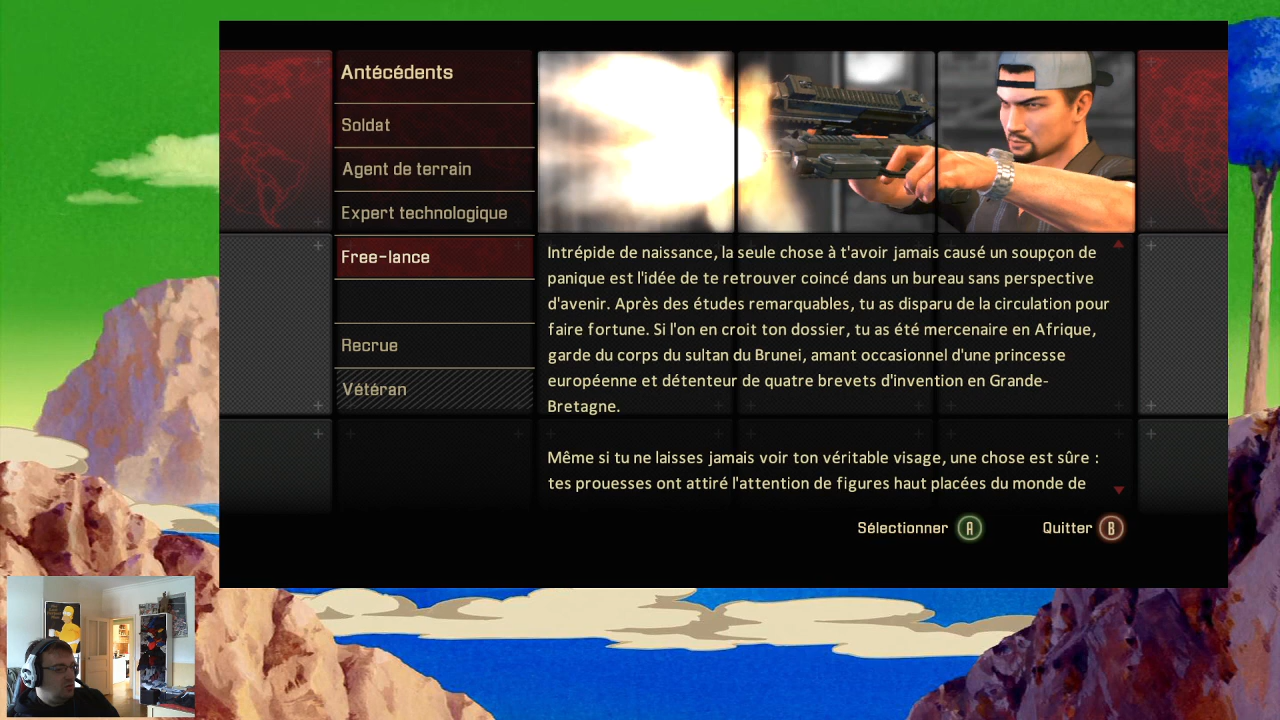 Antécédents
Soldat
Agent de terrain
Expert technologique
Free-lance
Recrue
Vétéran
Intrépide de naissance, la seule chose à t'avoir jamais causé un soupçon de
panique est l'idée de te retrouver coincé dans un bureau sans perspective
d'avenir. Après des études remarquables, tu as disparu de la circulation pour
faire fortune. Si l'on en croit ton dossier, tu as été mercenaire en Afrique,
garde du corps du sultan du Brunei, amant occasionnel d'une princesse
européenne et détenteur de quatre brevets d'invention en Grande-
Bretagne.
Même si tu ne laisses jamais voir ton véritable visage, une chose est sûre :
tes prouesses ont attiré l'attention de figures haut placées du monde de
Sélectionner A
Quitter B